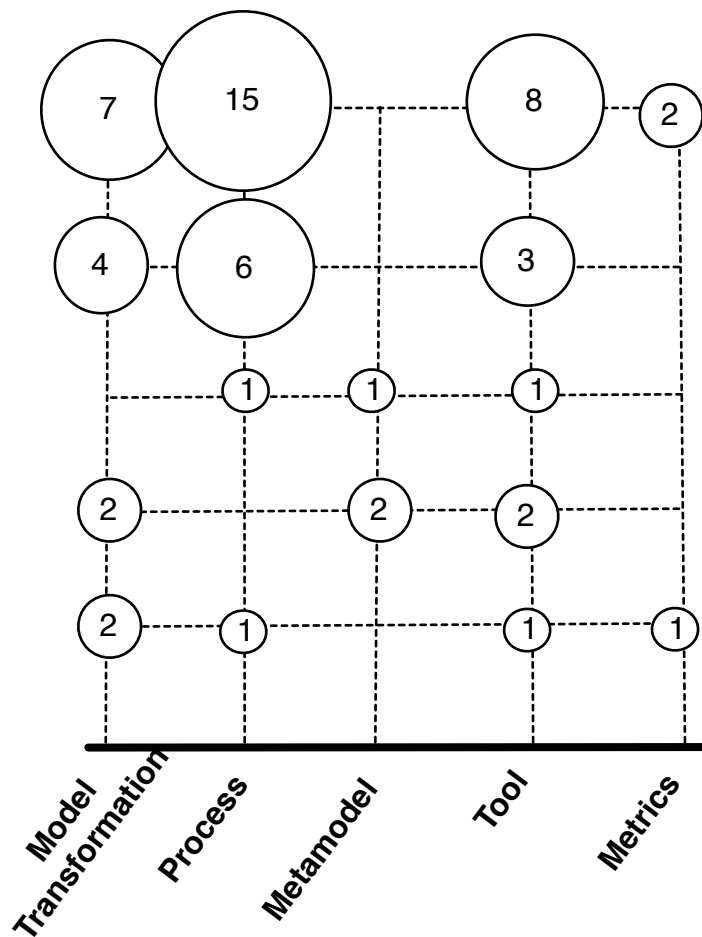 7 15 8 2
4 6 3
1 1 1
2 2 2
2 1 1 1
Model
Transformation
Process
Metamodel
Tool
Metrics